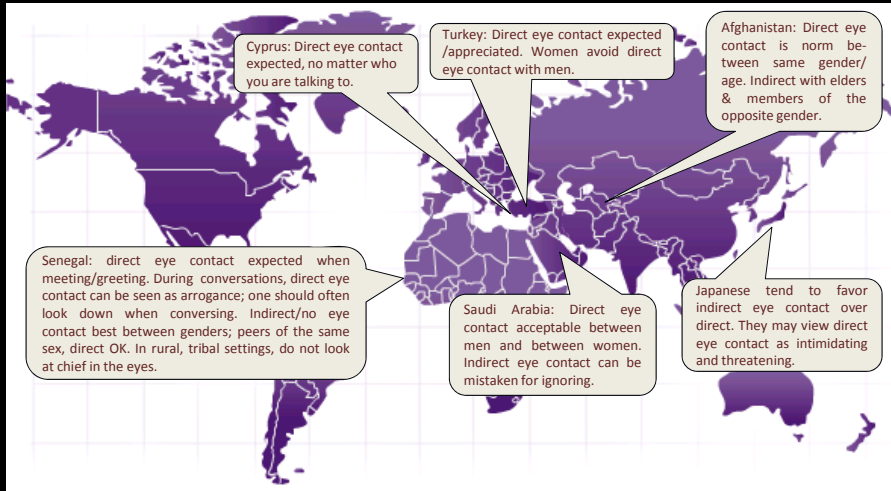 Cyprus: Direct eye contact
expected, no matter who
you are talking to.
Turkey: Direct eye contact expected
/appreciated. Women avoid direct
eye contact with men.
Afghanistan: Direct eye
contact is norm be-
tween same gender/
age. Indirect with elders
& members of the
opposite gender.
Senegal: direct eye contact expected when
meeting/greeting. During conversations, direct eye
contact can be seen as arrogance; one should often
look down when conversing. Indirect/no eye
contact best between genders; peers of the same
sex, direct OK. In rural, tribal settings, do not look
at chief in the eyes.
Saudi Arabia: Direct eye
contact acceptable between
men and between women.
Indirect eye contact can be
mistaken for ignoring.
Japanese tend to favor
indirect eye contact over
direct. They may view direct
eye contact as intimidating
and threatening.